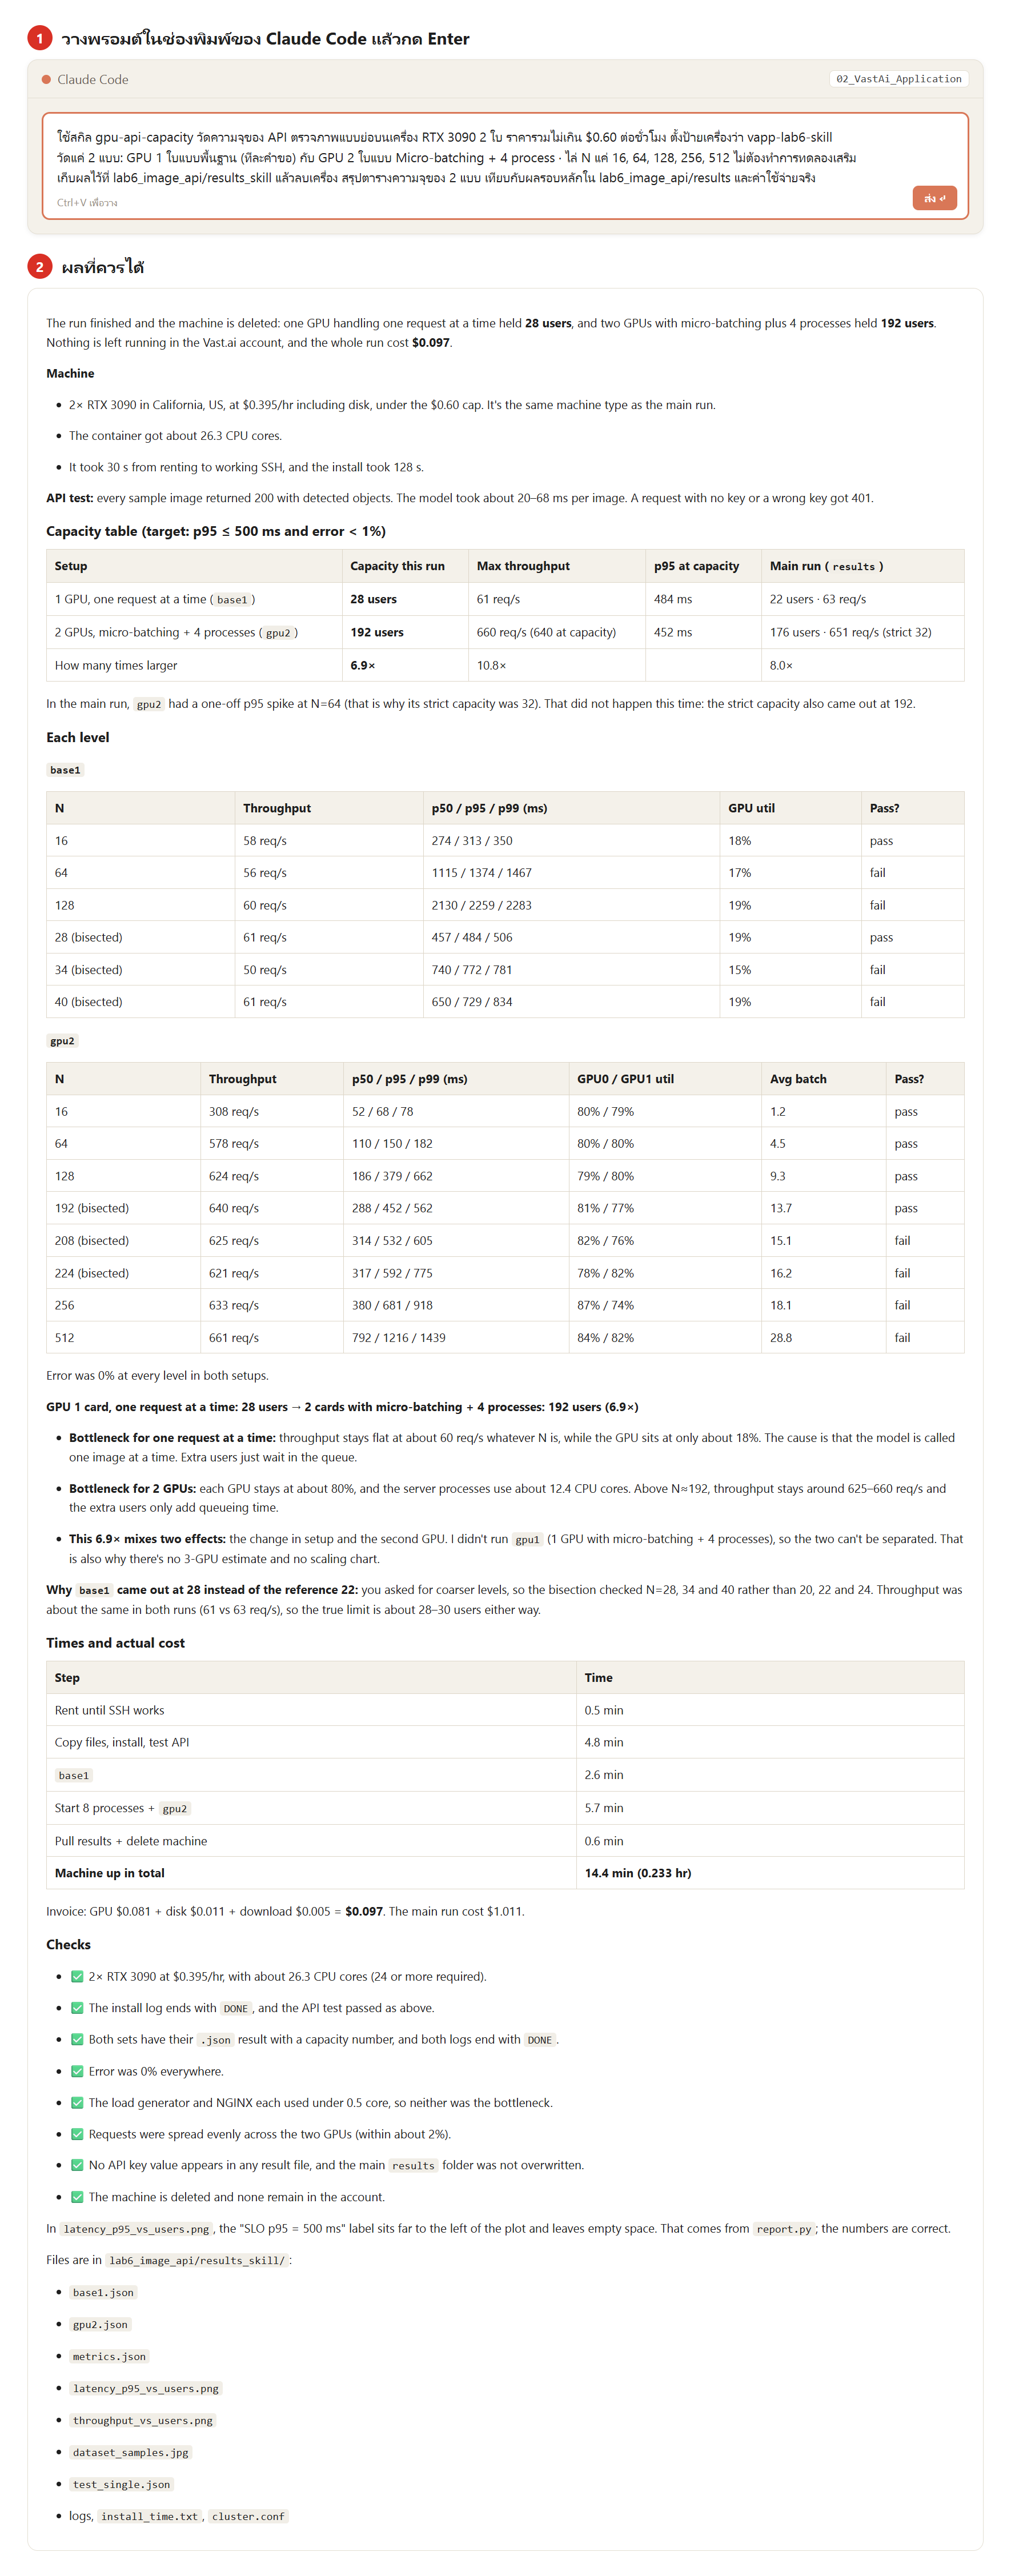 1 วางพรอมต์ในช่องพิมพ์ของ Claude Code แล้วกด Enter
Claude Code
02_VastAi_Application
ใช้สกิล gpu-api-capacity วัดความจุของ API ตรวจภาพแบบย่อบนเครื่อง RTX 3090 2 ใบ ราคารวมไม่เกิน $0.60 ต่อชั่วโมง ตั้งป้ายเครื่องว่า vapp-lab6-skill
วัดแค่ 2 แบบ: GPU 1 ใบแบบพื้นฐาน (ทีละคำขอ) กับ GPU 2 ใบแบบ Micro-batching + 4 process · ไล่ N แค่ 16, 64, 128, 256, 512 ไม่ต้องทำการทดลองเสริม
เก็บผลไว้ที่ lab6_image_api/results_skill แล้วลบเครื่อง สรุปตารางความจุของ 2 แบบ เทียบกับผลรอบหลักใน lab6_image_api/results และค่าใช้จ่ายจริง
Ctrl+V เพื่อวาง
ส่ง ↵
2 ผลที่ควรได้
The run finished and the machine is deleted: one GPU handling one request at a time held 28 users, and two GPUs with micro-batching plus 4 processes held 192 users.
Nothing is left running in the Vast.ai account, and the whole run cost $0.097.
Machine
• 2× RTX 3090 in California, US, at $0.395/hr including disk, under the $0.60 cap. It's the same machine type as the main run.
• The container got about 26.3 CPU cores.
• It took 30 s from renting to working SSH, and the install took 128 s.
API test: every sample image returned 200 with detected objects. The model took about 20–68 ms per image. A request with no key or a wrong key got 401.
Capacity table (target: p95 ≤ 500 ms and error < 1%)
Setup Capacity this run Max throughput p95 at capacity Main run ( results )
1 GPU, one request at a time ( base1 ) 28 users 61 req/s 484 ms 22 users · 63 req/s
2 GPUs, micro-batching + 4 processes ( gpu2 ) 192 users 660 req/s (640 at capacity) 452 ms 176 users · 651 req/s (strict 32)
How many times larger 6.9× 10.8× 8.0×
In the main run, gpu2 had a one-off p95 spike at N=64 (that is why its strict capacity was 32). That did not happen this time: the strict capacity also came out at 192.
Each level
base1
N Throughput p50 / p95 / p99 (ms) GPU util Pass?
16 58 req/s 274 / 313 / 350 18% pass
64 56 req/s 1115 / 1374 / 1467 17% fail
128 60 req/s 2130 / 2259 / 2283 19% fail
28 (bisected) 61 req/s 457 / 484 / 506 19% pass
34 (bisected) 50 req/s 740 / 772 / 781 15% fail
40 (bisected) 61 req/s 650 / 729 / 834 19% fail
gpu2
N Throughput p50 / p95 / p99 (ms) GPU0 / GPU1 util Avg batch Pass?
16 308 req/s 52 / 68 / 78 80% / 79% 1.2 pass
64 578 req/s 110 / 150 / 182 80% / 80% 4.5 pass
128 624 req/s 186 / 379 / 662 79% / 80% 9.3 pass
192 (bisected) 640 req/s 288 / 452 / 562 81% / 77% 13.7 pass
208 (bisected) 625 req/s 314 / 532 / 605 82% / 76% 15.1 fail
224 (bisected) 621 req/s 317 / 592 / 775 78% / 82% 16.2 fail
256 633 req/s 380 / 681 / 918 87% / 74% 18.1 fail
512 661 req/s 792 / 1216 / 1439 84% / 82% 28.8 fail
Error was 0% at every level in both setups.
GPU 1 card, one request at a time: 28 users → 2 cards with micro-batching + 4 processes: 192 users (6.9×)
• Bottleneck for one request at a time: throughput stays flat at about 60 req/s whatever N is, while the GPU sits at only about 18%. The cause is that the model is called
one image at a time. Extra users just wait in the queue.
• Bottleneck for 2 GPUs: each GPU stays at about 80%, and the server processes use about 12.4 CPU cores. Above N≈192, throughput stays around 625–660 req/s and
the extra users only add queueing time.
• This 6.9× mixes two effects: the change in setup and the second GPU. I didn't run gpu1 (1 GPU with micro-batching + 4 processes), so the two can't be separated. That
is also why there's no 3-GPU estimate and no scaling chart.
Why base1 came out at 28 instead of the reference 22: you asked for coarser levels, so the bisection checked N=28, 34 and 40 rather than 20, 22 and 24. Throughput was
about the same in both runs (61 vs 63 req/s), so the true limit is about 28–30 users either way.
Times and actual cost
Step Time
Rent until SSH works 0.5 min
Copy files, install, test API 4.8 min
base1 2.6 min
Start 8 processes + gpu2 5.7 min
Pull results + delete machine 0.6 min
Machine up in total 14.4 min (0.233 hr)
Invoice: GPU $0.081 + disk $0.011 + download $0.005 = $0.097. The main run cost $1.011.
Checks
• ✅ 2× RTX 3090 at $0.395/hr, with about 26.3 CPU cores (24 or more required).
• ✅ The install log ends with DONE , and the API test passed as above.
• ✅ Both sets have their .json result with a capacity number, and both logs end with DONE .
• ✅ Error was 0% everywhere.
• ✅ The load generator and NGINX each used under 0.5 core, so neither was the bottleneck.
• ✅ Requests were spread evenly across the two GPUs (within about 2%).
• ✅ No API key value appears in any result file, and the main results folder was not overwritten.
• ✅ The machine is deleted and none remain in the account.
In latency_p95_vs_users.png , the "SLO p95 = 500 ms" label sits far to the left of the plot and leaves empty space. That comes from report.py ; the numbers are correct.
Files are in lab6_image_api/results_skill/ :
• base1.json
• gpu2.json
• metrics.json
• latency_p95_vs_users.png
• throughput_vs_users.png
• dataset_samples.jpg
• test_single.json
• logs, install_time.txt , cluster.conf